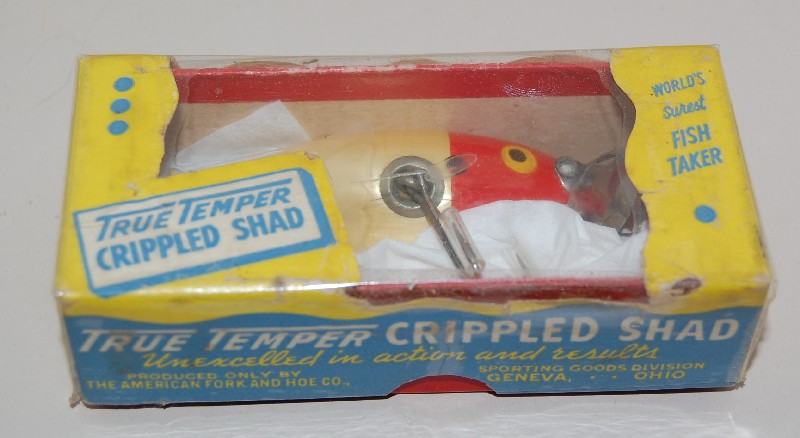 WORLD'S
surest
FISH
TAKER
TRUE TEMPER
CRIPPLED SHAD
TRUE TEMPER CRIPPLED SHAD
Unexcelled in action and results
PRODUCED ONLY BY
THE AMERICAN FORK AND HOE CO.,
SPORTING GOODS DIVISION
GENEVA, . . OHIO